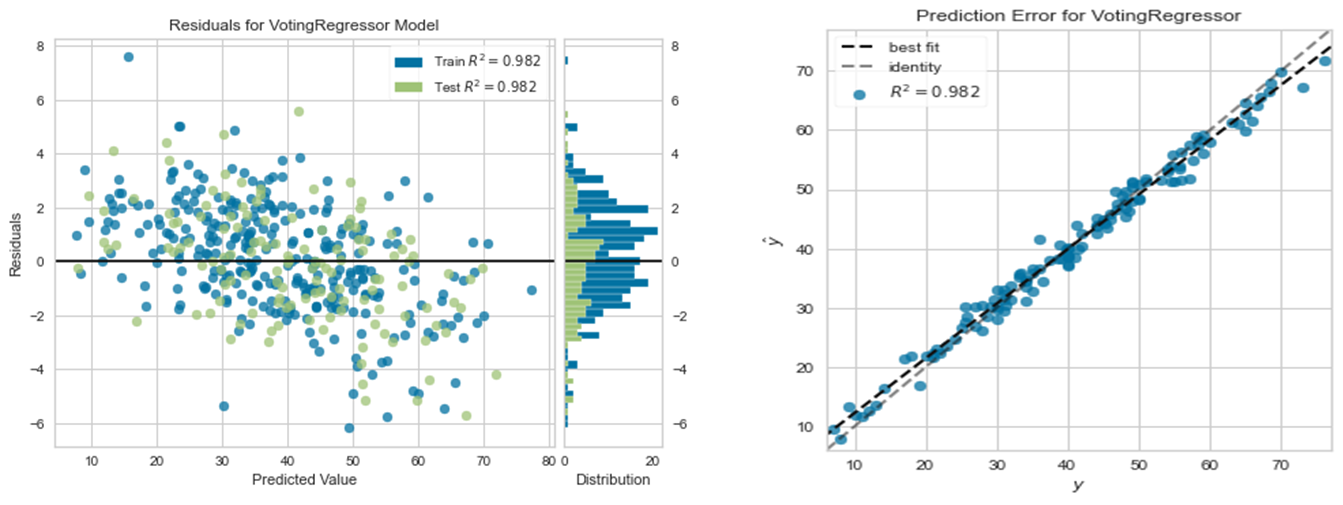 Residuals for VotingRegressor Model
8
6
4
2
0
−2
−4
−6
Residuals
Train R² = 0.982
Test R² = 0.982
10 20 30 40 50 60 70 80
Predicted Value
8
6
4
2
0
−2
−4
−6
0 20
Distribution
Prediction Error for VotingRegressor
best fit
identity
R² = 0.982
70
60
50
40
30
20
10
ŷ
10 20 30 40 50 60 70
y